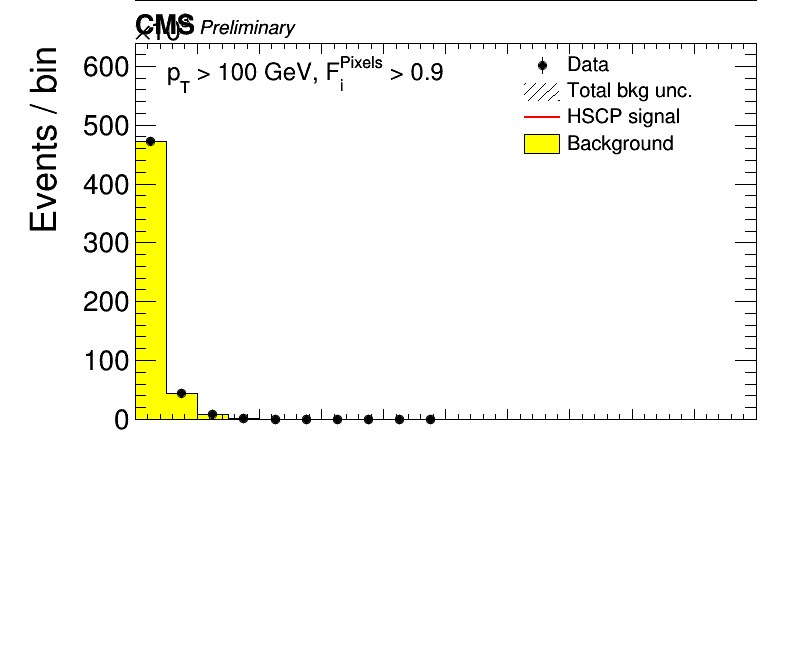 CMS Preliminary
×10³
Events / bin
600
500
400
300
200
100
0
p_T > 100 GeV, F_i^Pixels > 0.9
Data
Total bkg unc.
HSCP signal
Background